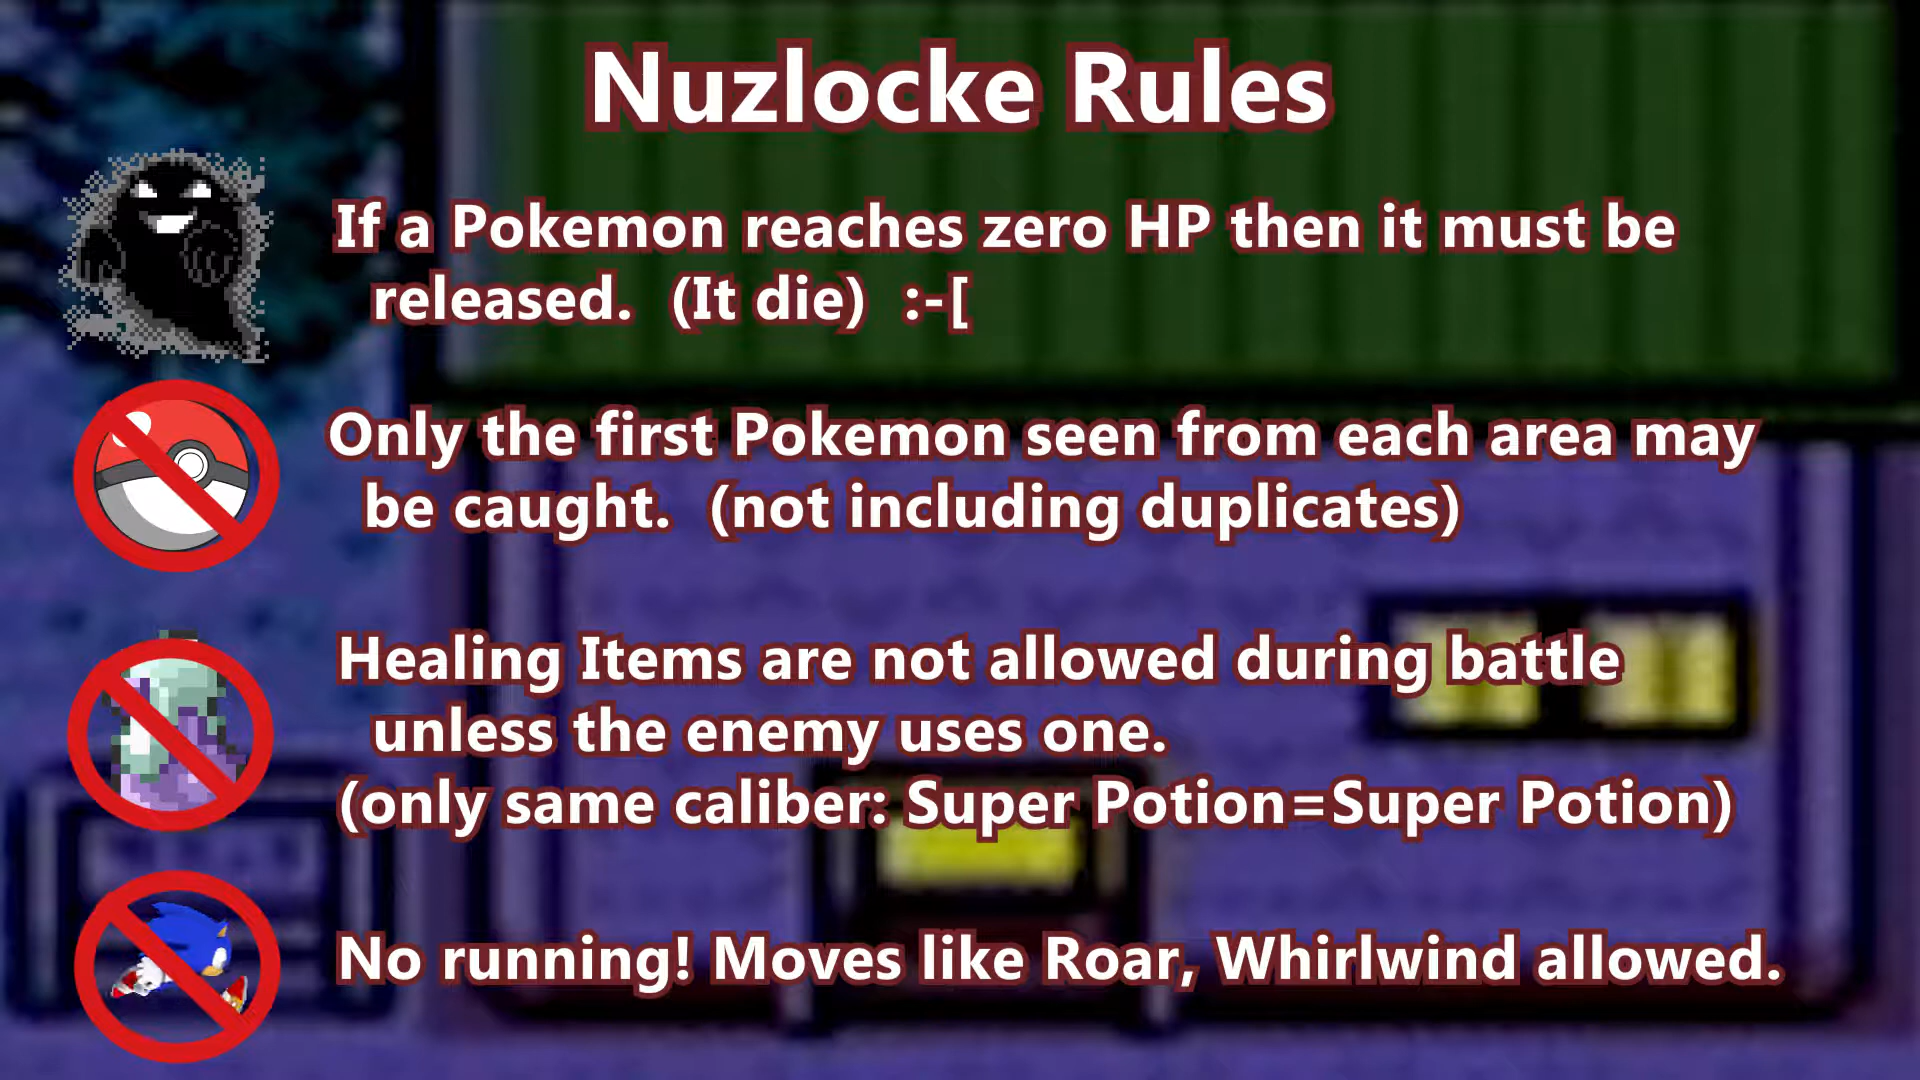 Nuzlocke Rules
If a Pokemon reaches zero HP then it must be
released. (It die) :-[
Only the first Pokemon seen from each area may
be caught. (not including duplicates)
Healing Items are not allowed during battle
unless the enemy uses one.
(only same caliber: Super Potion=Super Potion)
No running! Moves like Roar, Whirlwind allowed.